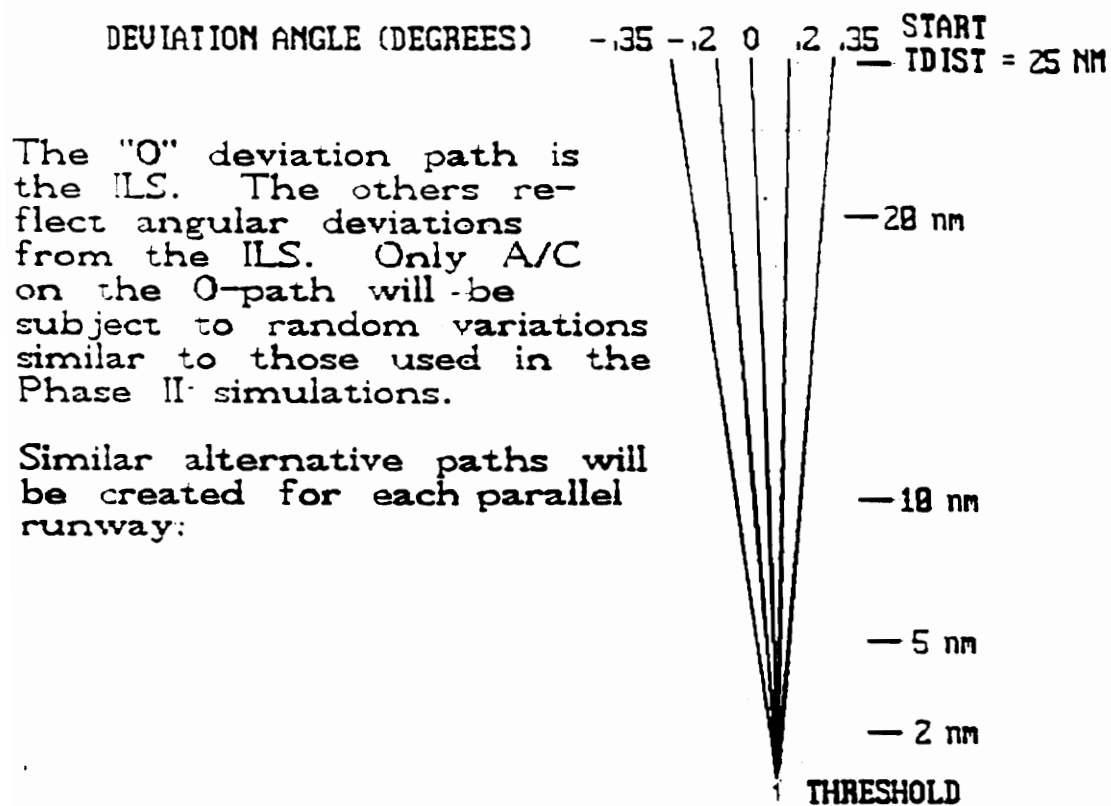 DEVIATION ANGLE (DEGREES) -.35 -.2 0 .2 .35 START
TDIST = 25 NM
The "0" deviation path is
the ILS. The others re-
flect angular deviations
from the ILS. Only A/C
on the 0-path will be
subject to random variations
similar to those used in the
Phase II simulations.
Similar alternative paths will
be created for each parallel
runway:
20 nm
10 nm
5 nm
2 nm
1 THRESHOLD